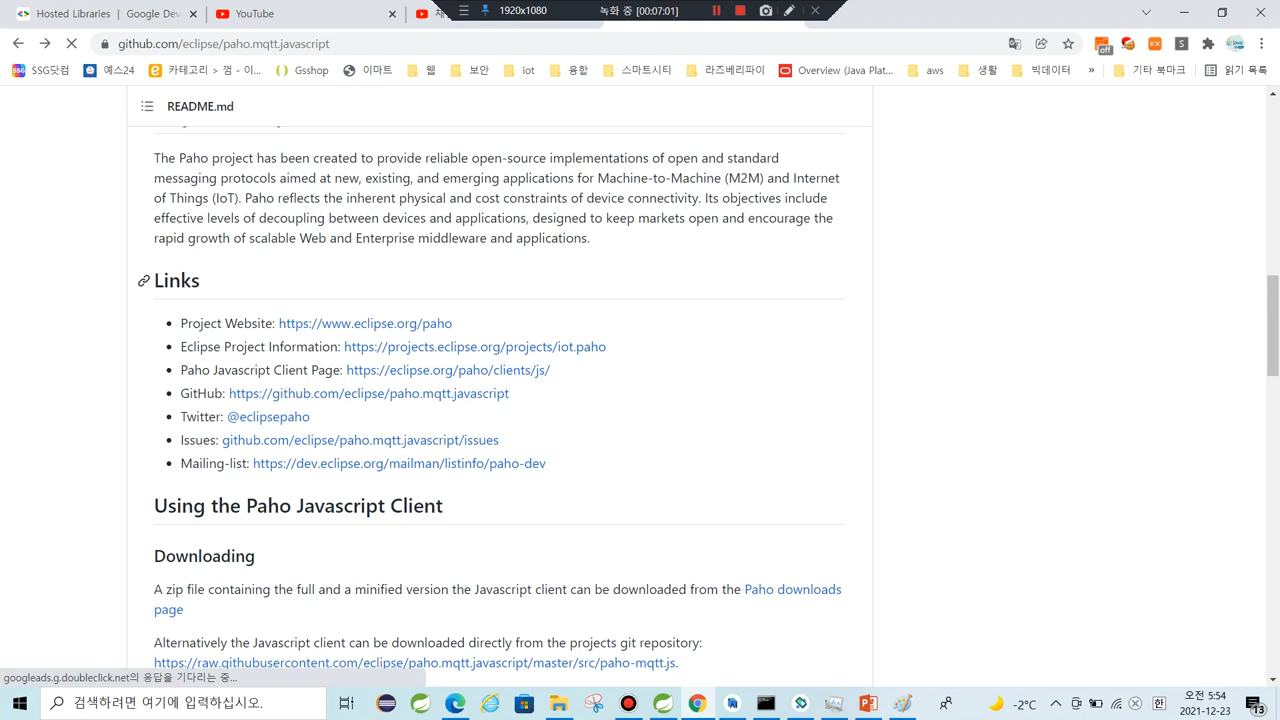 Hosted Libraries | Google Dev
YouTube
1920x1080
녹화 중 [00:07:01]
github.com/eclipse/paho.mqtt.javascript
off
SSG닷컴
예스24
카테고리 > 껌 - 이...
Gsshop
이마트
웹
보안
iot
융합
스마트시티
라즈베리파이
Overview (Java Plat...
aws
생활
빅데이터
»
기타 북마크
읽기 목록
README.md
The Paho project has been created to provide reliable open-source implementations of open and standard
messaging protocols aimed at new, existing, and emerging applications for Machine-to-Machine (M2M) and Internet
of Things (IoT). Paho reflects the inherent physical and cost constraints of device connectivity. Its objectives include
effective levels of decoupling between devices and applications, designed to keep markets open and encourage the
rapid growth of scalable Web and Enterprise middleware and applications.
Links
Project Website: https://www.eclipse.org/paho
Eclipse Project Information: https://projects.eclipse.org/projects/iot.paho
Paho Javascript Client Page: https://eclipse.org/paho/clients/js/
GitHub: https://github.com/eclipse/paho.mqtt.javascript
Twitter: @eclipsepaho
Issues: github.com/eclipse/paho.mqtt.javascript/issues
Mailing-list: https://dev.eclipse.org/mailman/listinfo/paho-dev
Using the Paho Javascript Client
Downloading
A zip file containing the full and a minified version the Javascript client can be downloaded from the Paho downloads
page
Alternatively the Javascript client can be downloaded directly from the projects git repository:
https://raw.githubusercontent.com/eclipse/paho.mqtt.javascript/master/src/paho-mqtt.js.
googleads.g.doubleclick.net의 응답을 기다리는 중...
검색하려면 여기에 입력하십시오.
-2°C
한
오전 5:54
2021-12-23
13